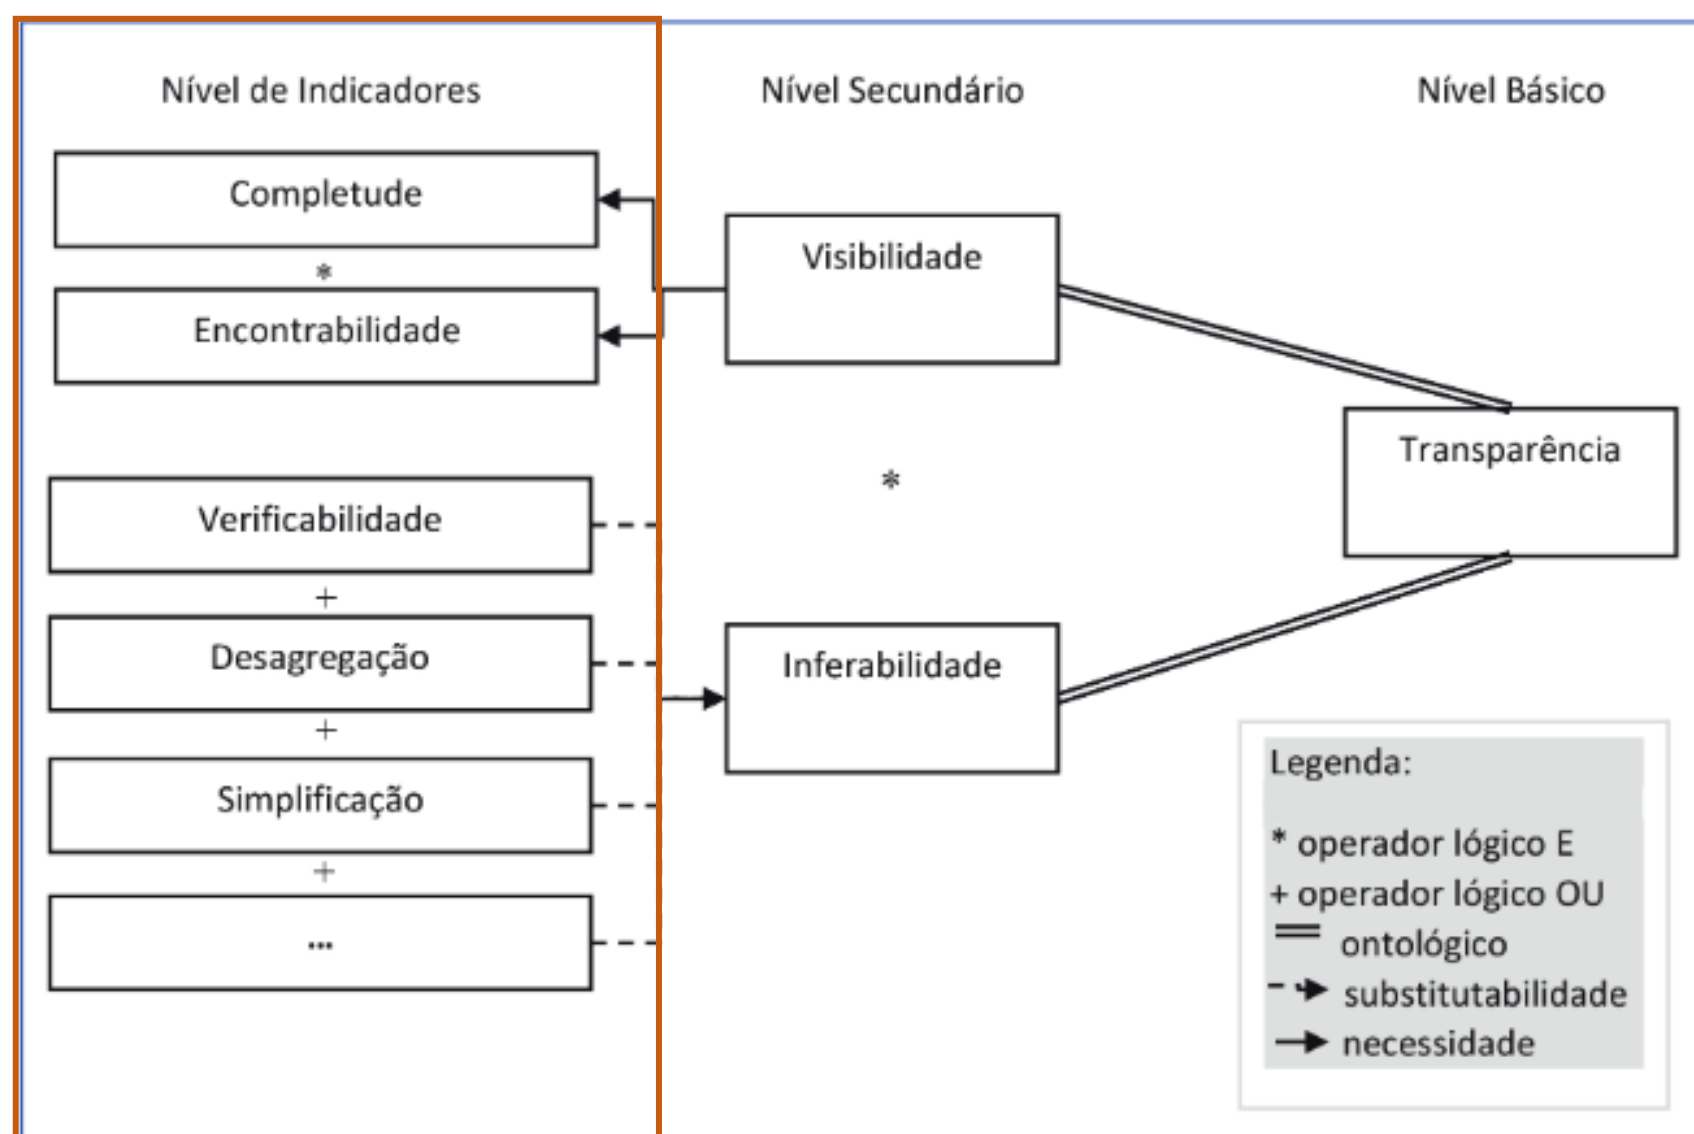 Nível de Indicadores
Nível Secundário
Nível Básico
Completude
*
Encontrabilidade
Visibilidade
Transparência
*
Verificabilidade
+
Desagregação
+
Simplificação
+
...
Inferabilidade
Legenda:
* operador lógico E
+ operador lógico OU
ontológico
substitutabilidade
necessidade